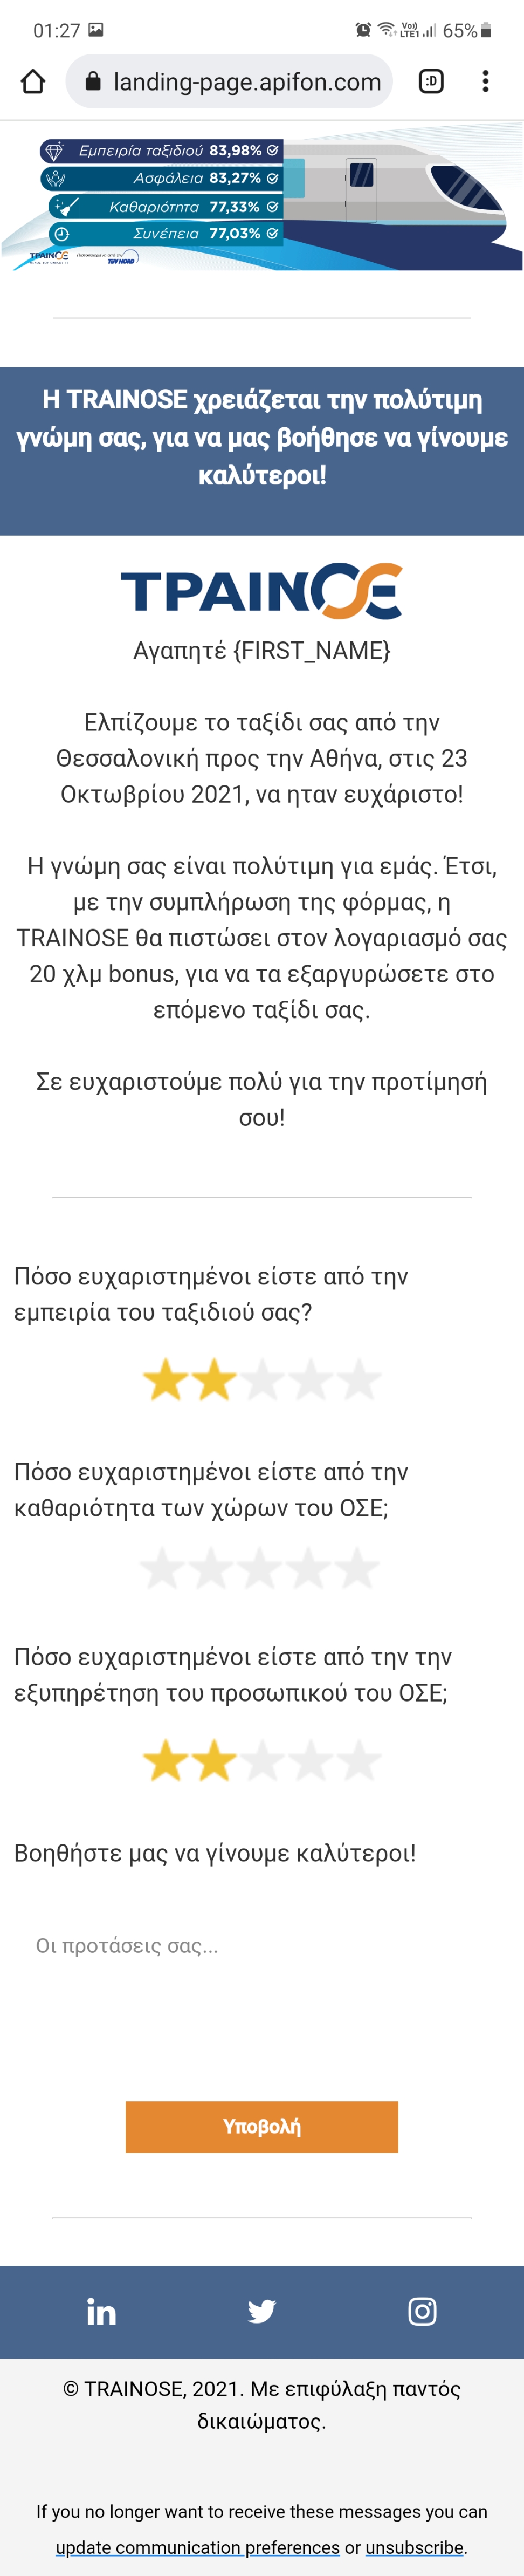 01:27
Vo)) LTE1 65%
landing-page.apifon.com
:D
Εμπειρία ταξιδιού 83,98%
Ασφάλεια 83,27%
Καθαριότητα 77,33%
Συνέπεια 77,03%
ΤΡΑΙΝΟΣΕ
TÜV NORD
Η TRAINOSE χρειάζεται την πολύτιμη
γνώμη σας, για να μας βοήθησε να γίνουμε
καλύτεροι!
ΤΡΑΙΝΟΣΕ
Αγαπητέ {FIRST_NAME}
Ελπίζουμε το ταξίδι σας από την
Θεσσαλονική προς την Αθήνα, στις 23
Οκτωβρίου 2021, να ηταν ευχάριστο!
Η γνώμη σας είναι πολύτιμη για εμάς. Έτσι,
με την συμπλήρωση της φόρμας, η
TRAINOSE θα πιστώσει στον λογαριασμό σας
20 χλμ bonus, για να τα εξαργυρώσετε στο
επόμενο ταξίδι σας.
Σε ευχαριστούμε πολύ για την προτίμησή
σου!
Πόσο ευχαριστημένοι είστε από την
εμπειρία του ταξιδιού σας?
Πόσο ευχαριστημένοι είστε από την
καθαριότητα των χώρων του ΟΣΕ;
Πόσο ευχαριστημένοι είστε από την την
εξυπηρέτηση του προσωπικού του ΟΣΕ;
Βοηθήστε μας να γίνουμε καλύτεροι!
Οι προτάσεις σας...
Υποβολή
in
© TRAINOSE, 2021. Με επιφύλαξη παντός
δικαιώματος.
If you no longer want to receive these messages you can
update communication preferences or unsubscribe.